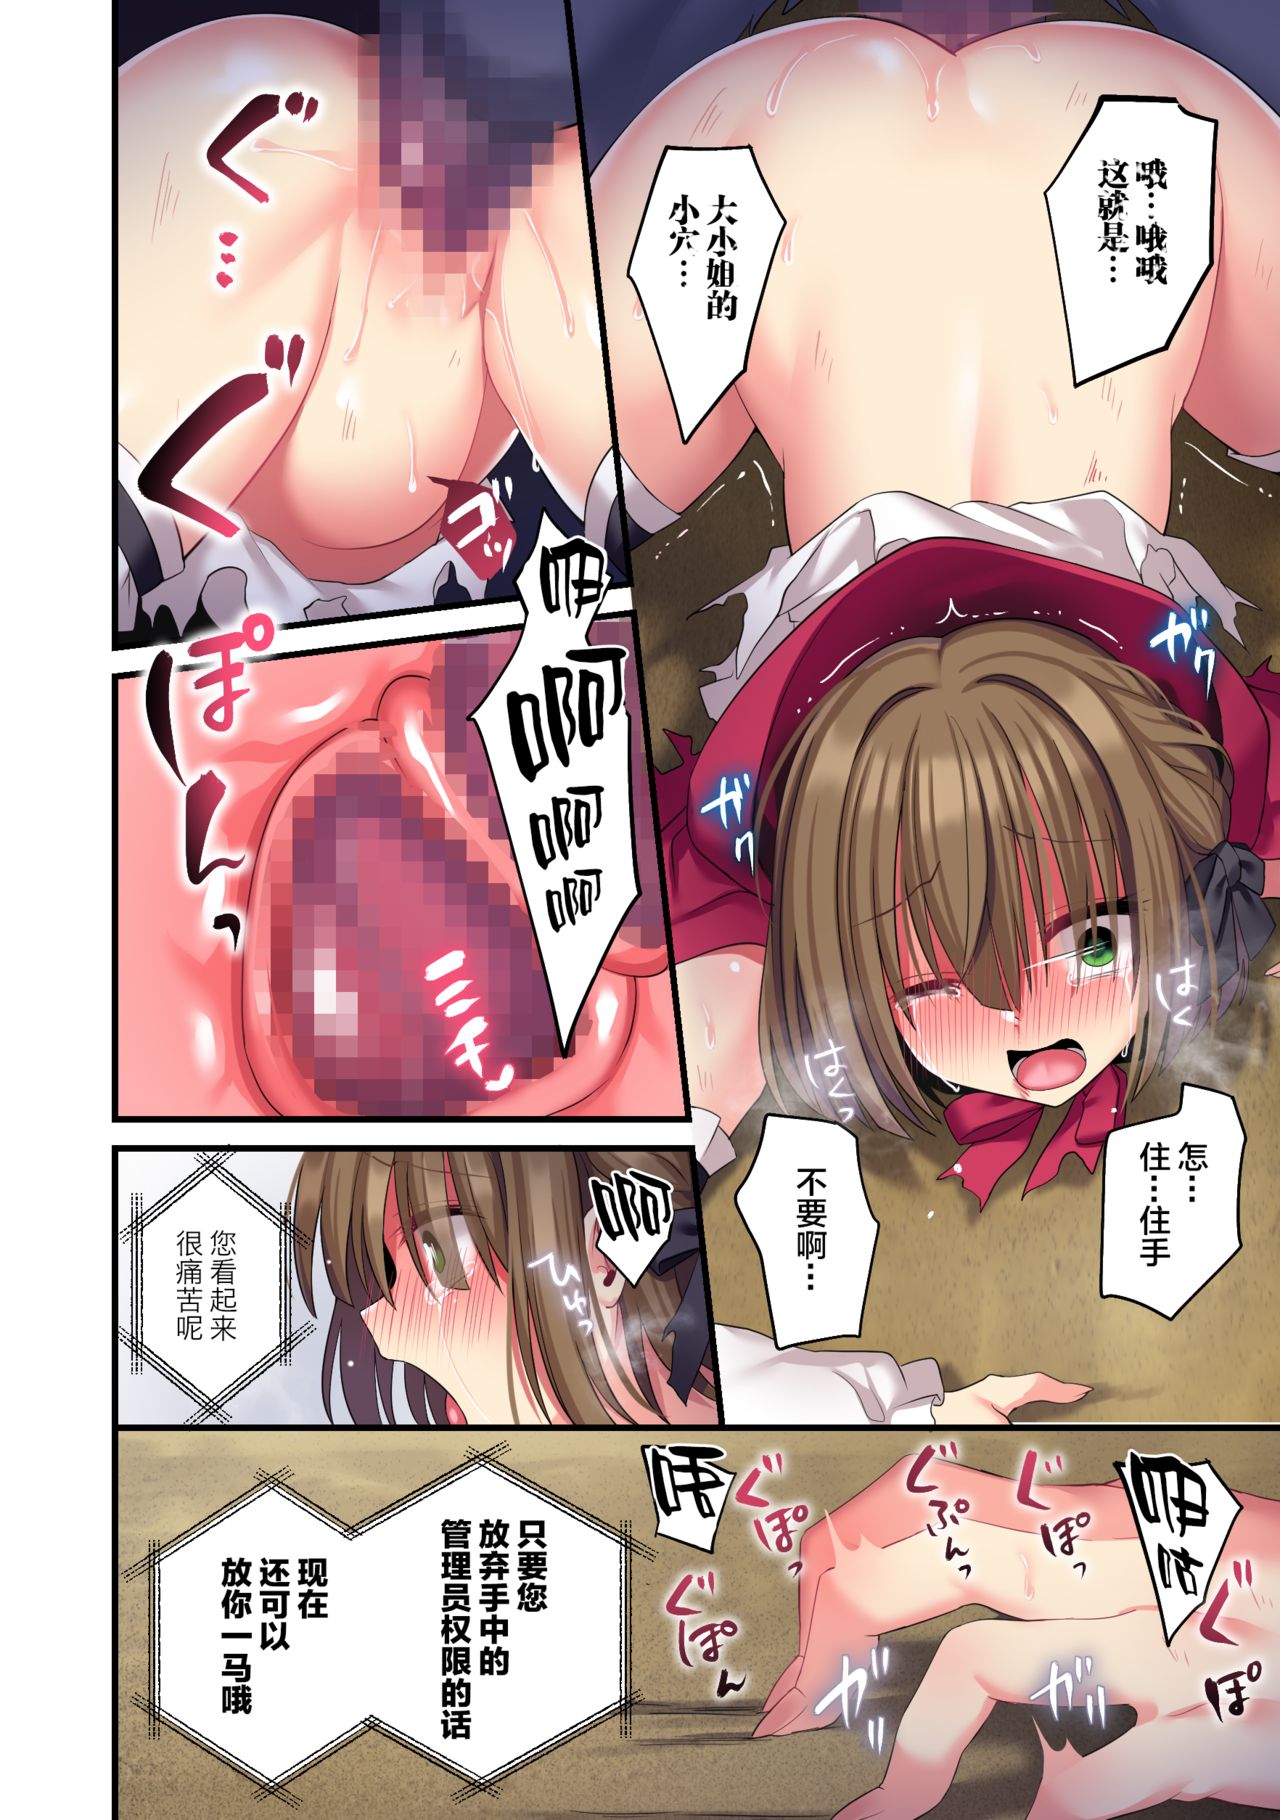 哦…哦哦
这就是…
大小姐的
小穴…
ぐ…
ぐ
ゴッ
ガク
ガク
咿
啊
啊啊啊啊
ぽんっ
ニチ
はく
はくっ
怎…
住…住手
不要啊…
啊
ひゅっ
您看起来
很痛苦呢
只要您
放弃手中的
管理员权限的话
现在
还可以
放你一马哦
唔
咿咕
ぐぽっ
ぐぷんっ
ぐぽっ
ぐぽん
ぐぽ
ガリ
ガリ